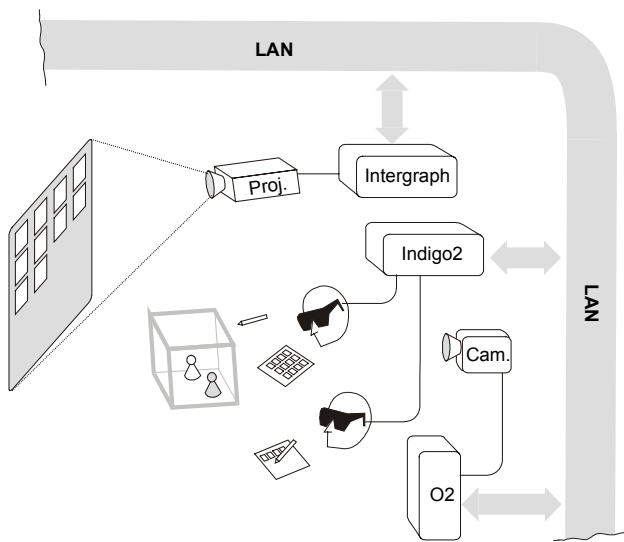 LAN
Intergraph
Proj.
Indigo2
LAN
Cam.
O2